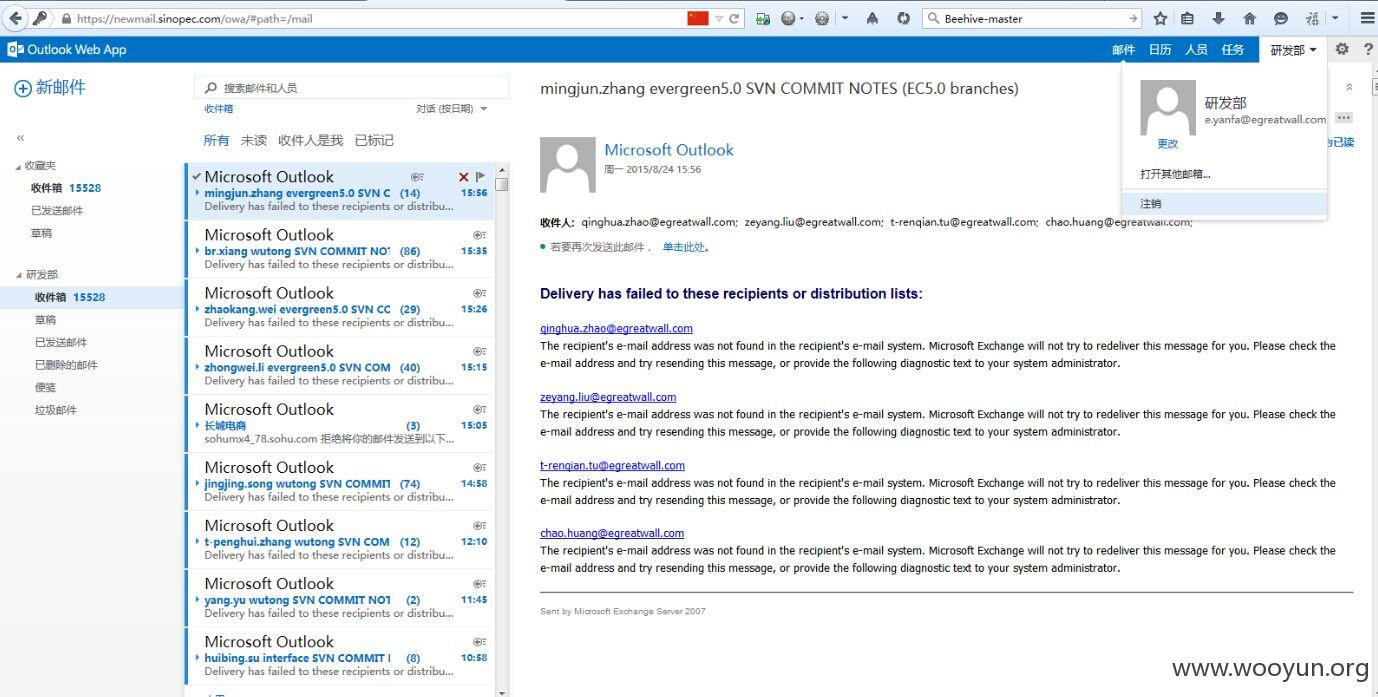 https://newmail.sinopec.com/owa/#path=/mail
Beehive-master
Outlook Web App
邮件 日历 人员 任务 研发部
新邮件
搜索邮件和人员
收件箱 对话 (按日期)
所有 未读 收件人是我 已标记
«
收藏夹
收件箱 15528
已发送邮件
草稿
研发部
收件箱 15528
草稿
已发送邮件
已删除的邮件
便笺
垃圾邮件
Microsoft Outlook
mingjun.zhang evergreen5.0 SVN C (14) 15:56
Delivery has failed to these recipients or distribu...
Microsoft Outlook
br.xiang wutong SVN COMMIT NOT (86) 15:35
Delivery has failed to these recipients or distribu...
Microsoft Outlook
zhaokang.wei evergreen5.0 SVN CC (29) 15:26
Delivery has failed to these recipients or distribu...
Microsoft Outlook
zhongwei.li evergreen5.0 SVN COM (40) 15:15
Delivery has failed to these recipients or distribu...
Microsoft Outlook
长城电商 (3) 15:05
sohumx4_78.sohu.com 拒绝将你的邮件发送到以下...
Microsoft Outlook
jingjing.song wutong SVN COMMIT (74) 14:58
Delivery has failed to these recipients or distribu...
Microsoft Outlook
t-penghui.zhang wutong SVN COM (12) 12:10
Delivery has failed to these recipients or distribu...
Microsoft Outlook
yang.yu wutong SVN COMMIT NOT (2) 11:45
Delivery has failed to these recipients or distribu...
Microsoft Outlook
huibing.su interface SVN COMMIT (8) 10:58
Delivery has failed to these recipients or distribu...
mingjun.zhang evergreen5.0 SVN COMMIT NOTES (EC5.0 branches)
Microsoft Outlook
周一 2015/8/24 15:56
收件人: qinghua.zhao@egreatwall.com; zeyang.liu@egreatwall.com; t-renqian.tu@egreatwall.com; chao.huang@egreatwall.com;
若要再次发送此邮件， 单击此处。
Delivery has failed to these recipients or distribution lists:
qinghua.zhao@egreatwall.com
The recipient's e-mail address was not found in the recipient's e-mail system. Microsoft Exchange will not try to redeliver this message for you. Please check the
e-mail address and try resending this message, or provide the following diagnostic text to your system administrator.
zeyang.liu@egreatwall.com
The recipient's e-mail address was not found in the recipient's e-mail system. Microsoft Exchange will not try to redeliver this message for you. Please check the
e-mail address and try resending this message, or provide the following diagnostic text to your system administrator.
t-renqian.tu@egreatwall.com
The recipient's e-mail address was not found in the recipient's e-mail system. Microsoft Exchange will not try to redeliver this message for you. Please check the
e-mail address and try resending this message, or provide the following diagnostic text to your system administrator.
chao.huang@egreatwall.com
The recipient's e-mail address was not found in the recipient's e-mail system. Microsoft Exchange will not try to redeliver this message for you. Please check the
e-mail address and try resending this message, or provide the following diagnostic text to your system administrator.
Sent by Microsoft Exchange Server 2007
研发部
e.yanfa@egreatwall.com
更改
已读
打开其他邮箱...
注销
www.wooyun.org